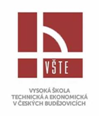 VŠTE
VYSOKÁ ŠKOLA
TECHNICKÁ A EKONOMICKÁ
V ČESKÝCH BUDĚJOVICÍCH